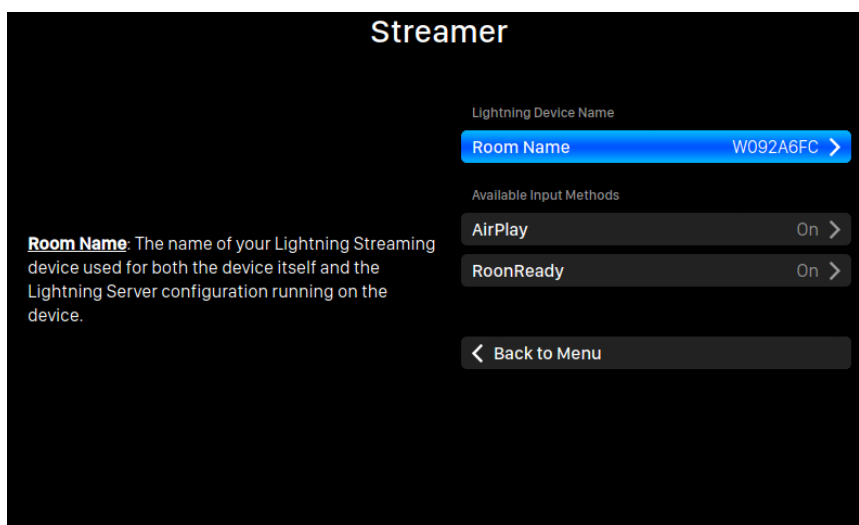 Streamer
Lightning Device Name
Room Name W092A6FC
Available Input Methods
AirPlay On
RoonReady On
Back to Menu
Room Name: The name of your Lightning Streaming
device used for both the device itself and the
Lightning Server configuration running on the
device.